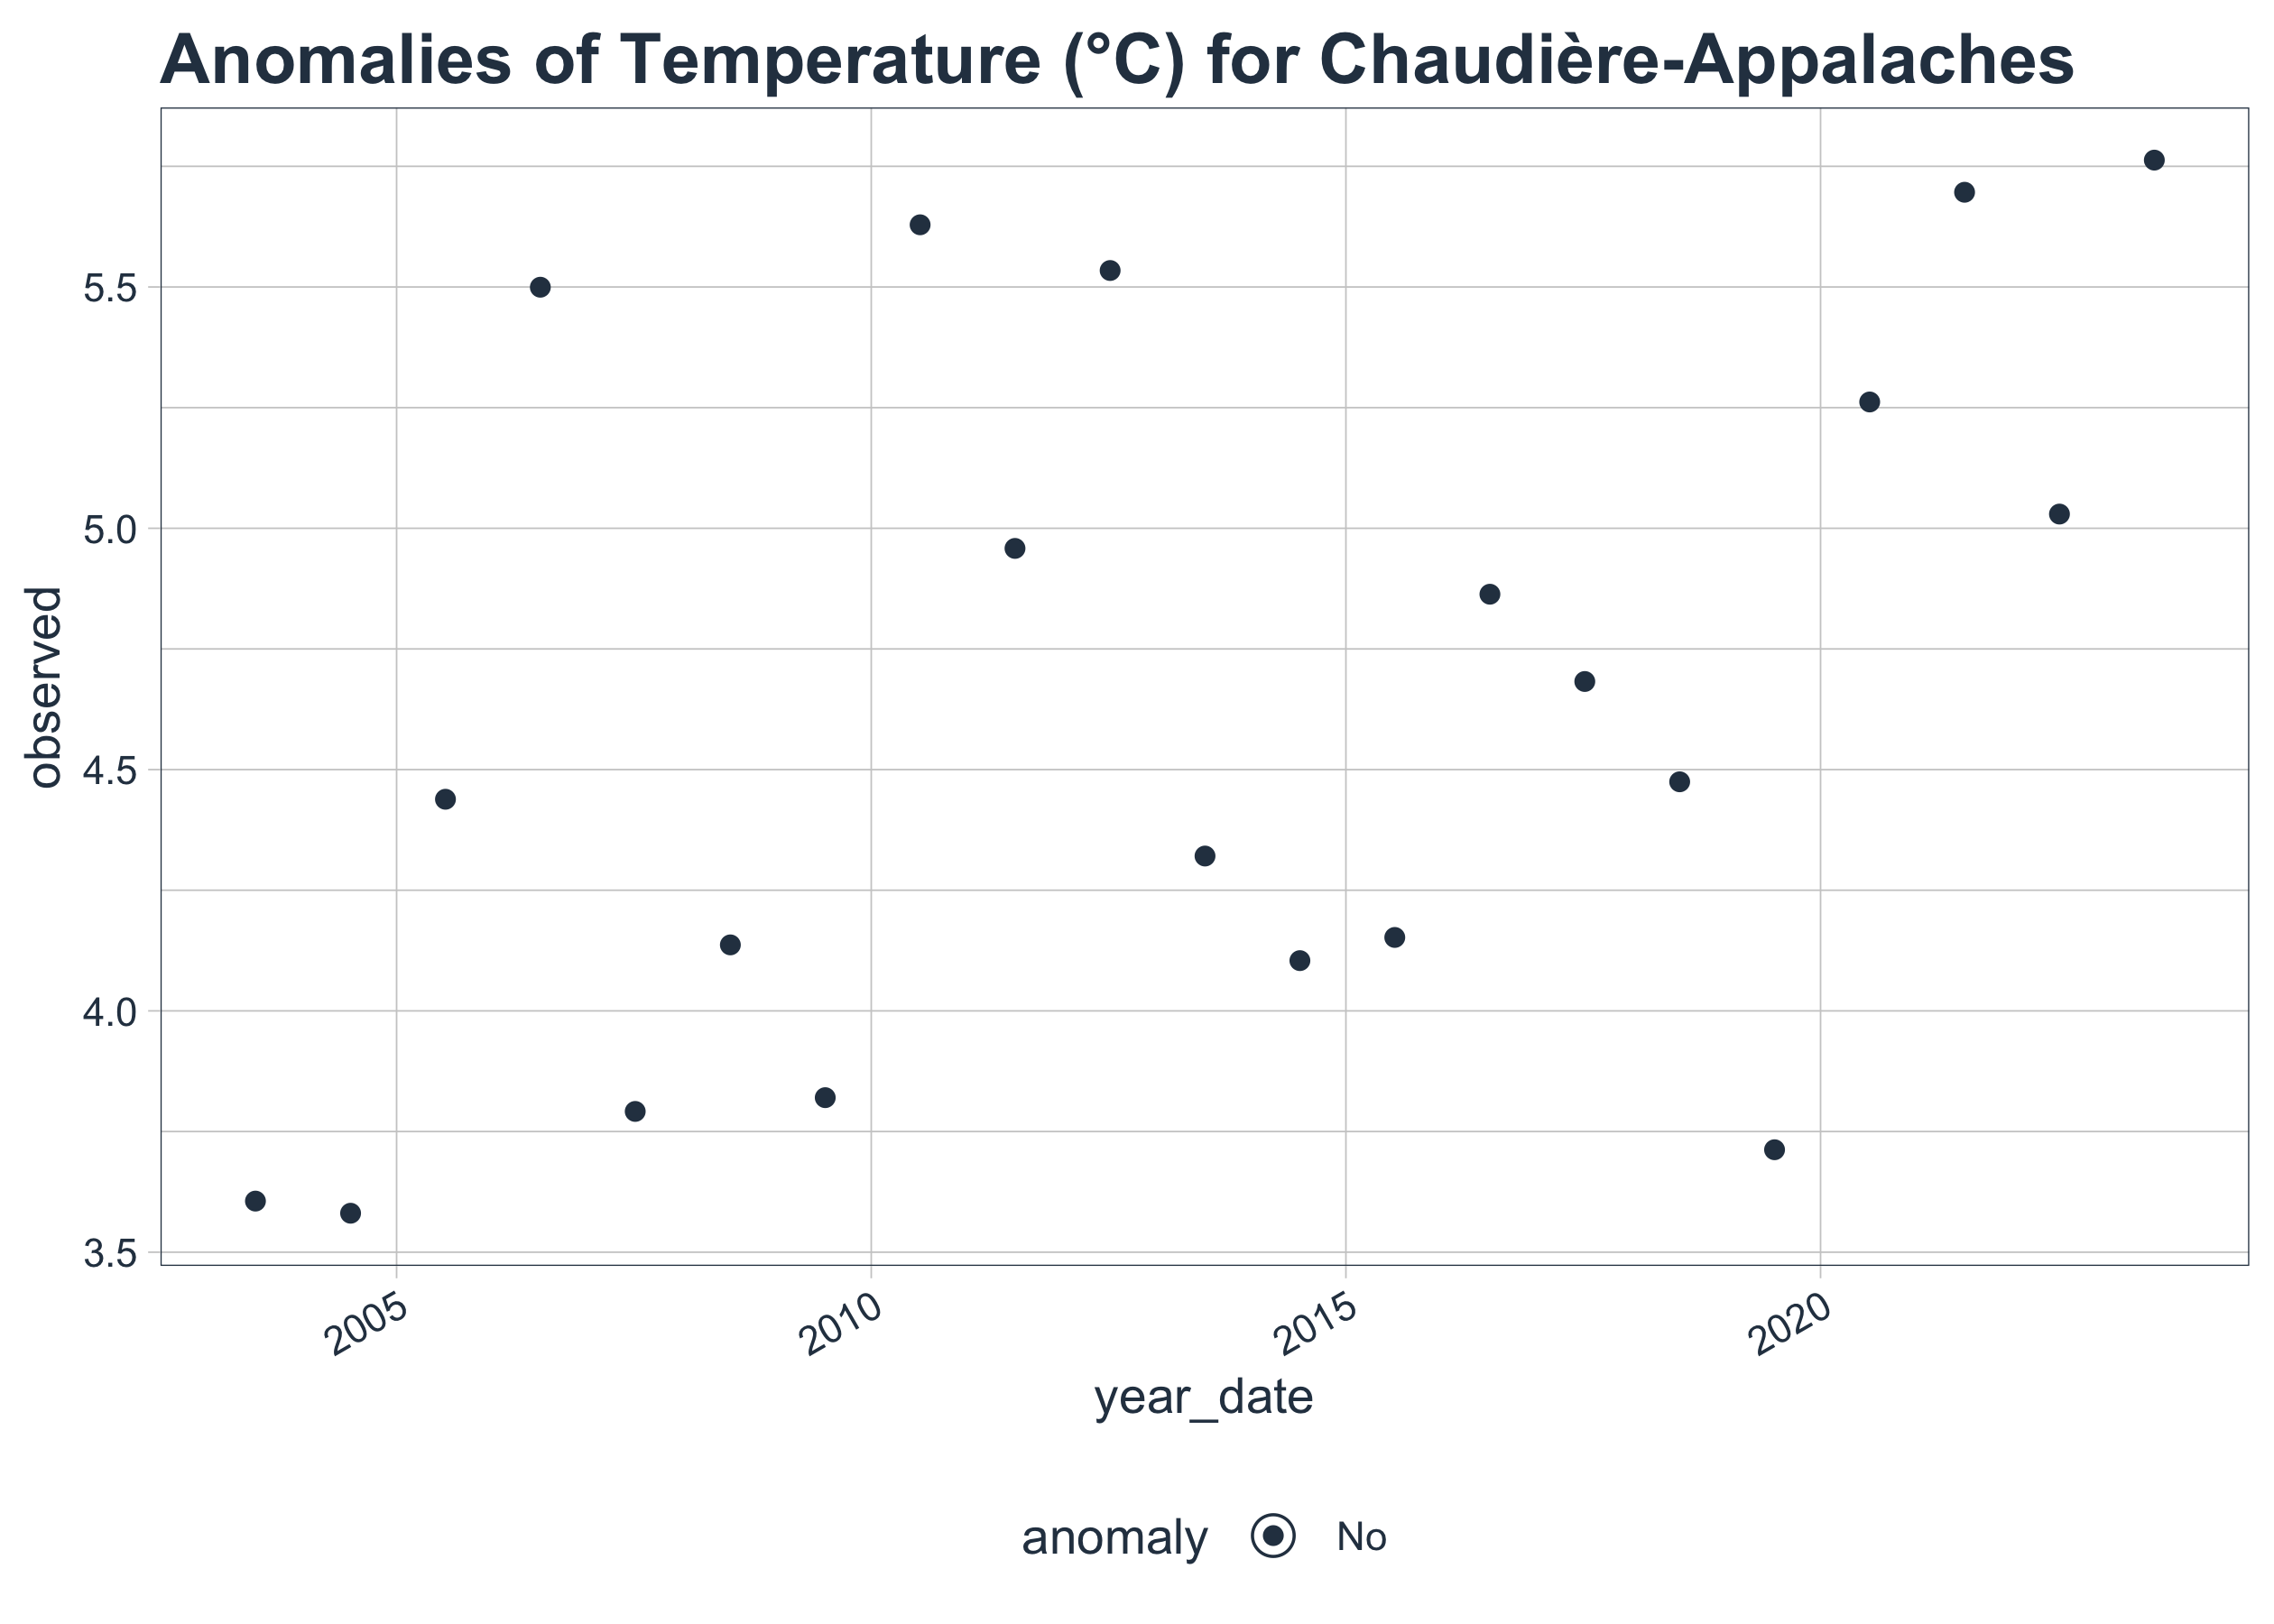 Anomalies of Temperature (°C) for Chaudière-Appalaches
observed
5.5
5.0
4.5
4.0
3.5
2005 2010 2015 2020
year_date
anomaly No